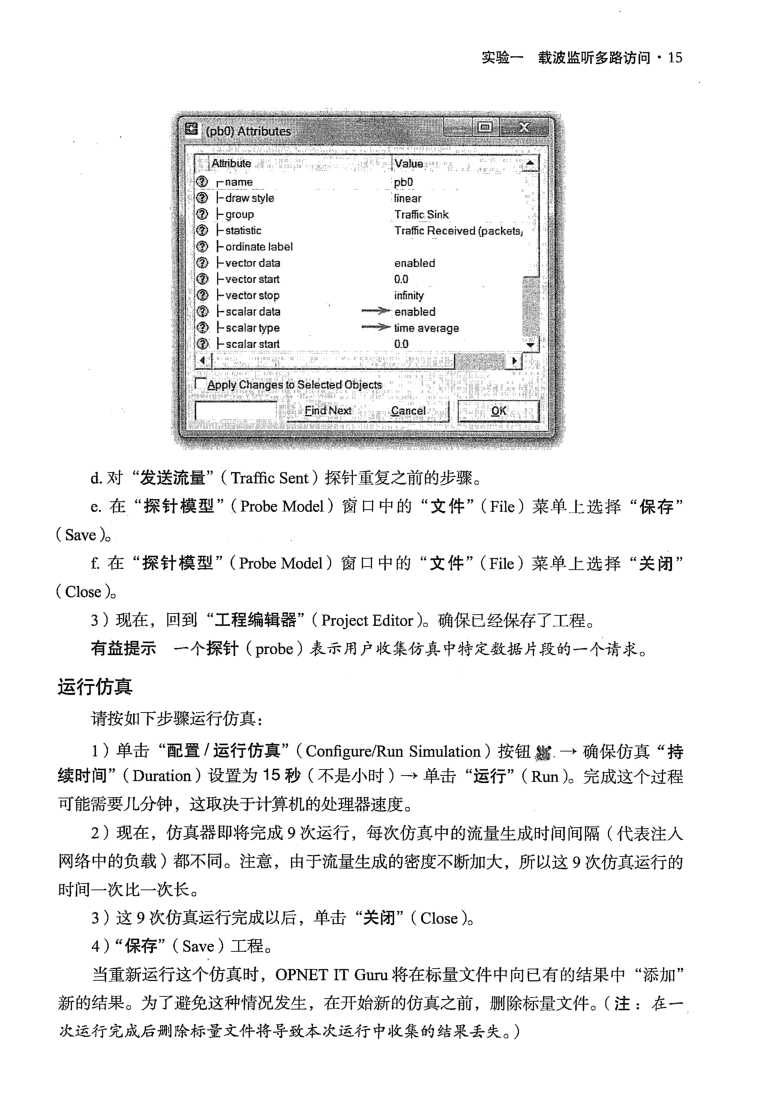 实验一 载波监听多路访问·15
(pb0) Attributes
Attribute Value
name pb0
draw style linear
group Traffic Sink
statistic Traffic Received (packets/
ordinate label
vector data enabled
vector start 0.0
vector stop infinity
scalar data enabled
scalar type time average
scalar start 0.0
Apply Changes to Selected Objects
Find Next Cancel OK
d. 对“发送流量”（Traffic Sent）探针重复之前的步骤。
e. 在“探针模型”（Probe Model）窗口中的“文件”（File）菜单上选择“保存”
（Save）。
f. 在“探针模型”（Probe Model）窗口中的“文件”（File）菜单上选择“关闭”
（Close）。
3）现在，回到“工程编辑器”（Project Editor）。确保已经保存了工程。
有益提示 一个探针（probe）表示用户收集仿真中特定数据片段的一个请求。
运行仿真
请按如下步骤运行仿真：
1）单击“配置/运行仿真”（Configure/Run Simulation）按钮 → 确保仿真“持
续时间”（Duration）设置为 15 秒（不是小时）→ 单击“运行”（Run）。完成这个过程
可能需要几分钟，这取决于计算机的处理器速度。
2）现在，仿真器即将完成 9 次运行，每次仿真中的流量生成时间间隔（代表注入
网络中的负载）都不同。注意，由于流量生成的密度不断加大，所以这 9 次仿真运行的
时间一次比一次长。
3）这 9 次仿真运行完成以后，单击“关闭”（Close）。
4）“保存”（Save）工程。
当重新运行这个仿真时，OPNET IT Guru 将在标量文件中向已有的结果中“添加”
新的结果。为了避免这种情况发生，在开始新的仿真之前，删除标量文件。（注：在一
次运行完成后删除标量文件将导致本次运行中收集的结果丢失。）